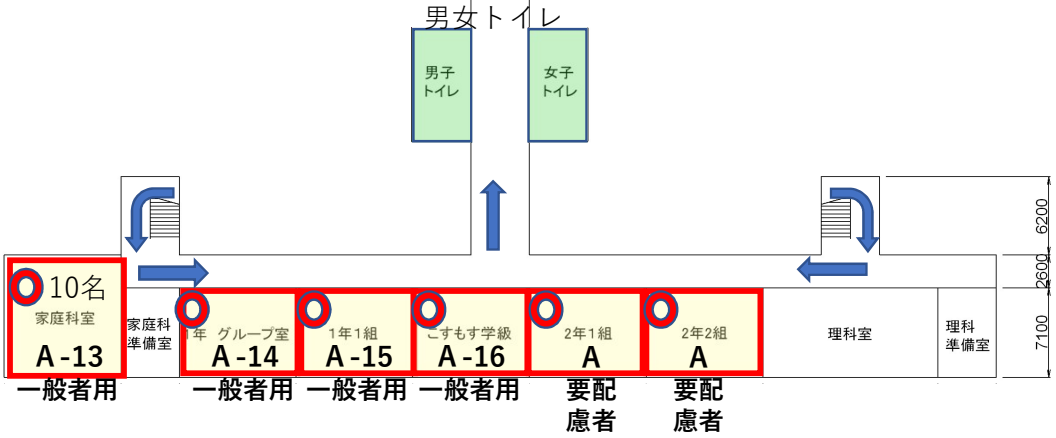 男女トイレ
男子
トイレ
女子
トイレ
6200
2600
7100
10名
家庭科室
A -13
一般者用
家庭科
準備室
1年 グループ室
A -14
一般者用
1年1組
A -15
一般者用
こすもす学級
A -16
一般者用
2年1組
A
要配
慮者
2年2組
A
要配
慮者
理科室
理科
準備室